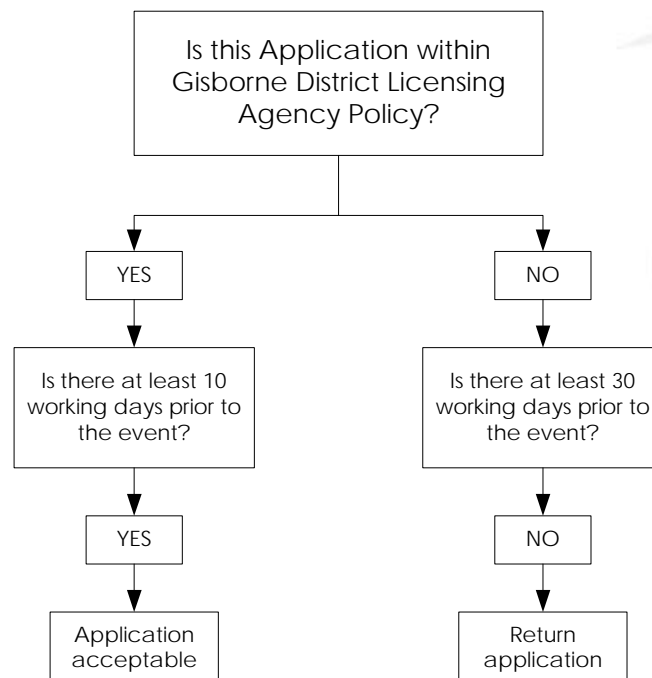 Is this Application within
Gisborne District Licensing
Agency Policy?
YES
NO
Is there at least 10
working days prior to
the event?
Is there at least 30
working days prior to
the event?
YES
NO
Application
acceptable
Return
application